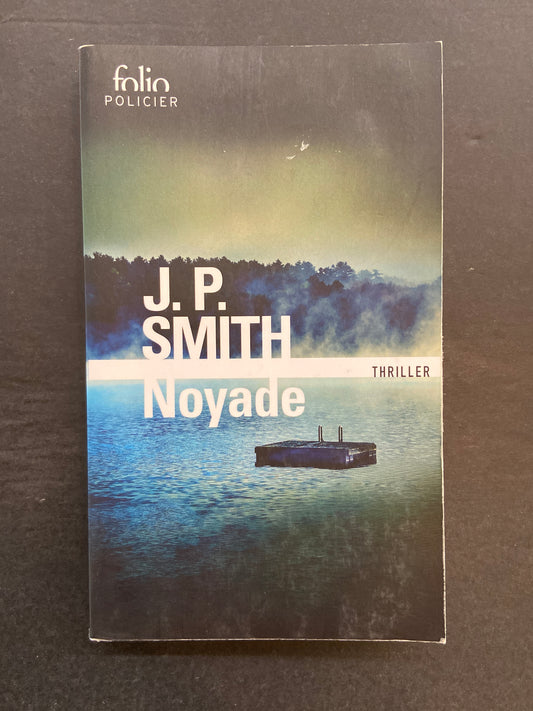 folio
POLICIER
J. P.
SMITH
THRILLER
Noyade